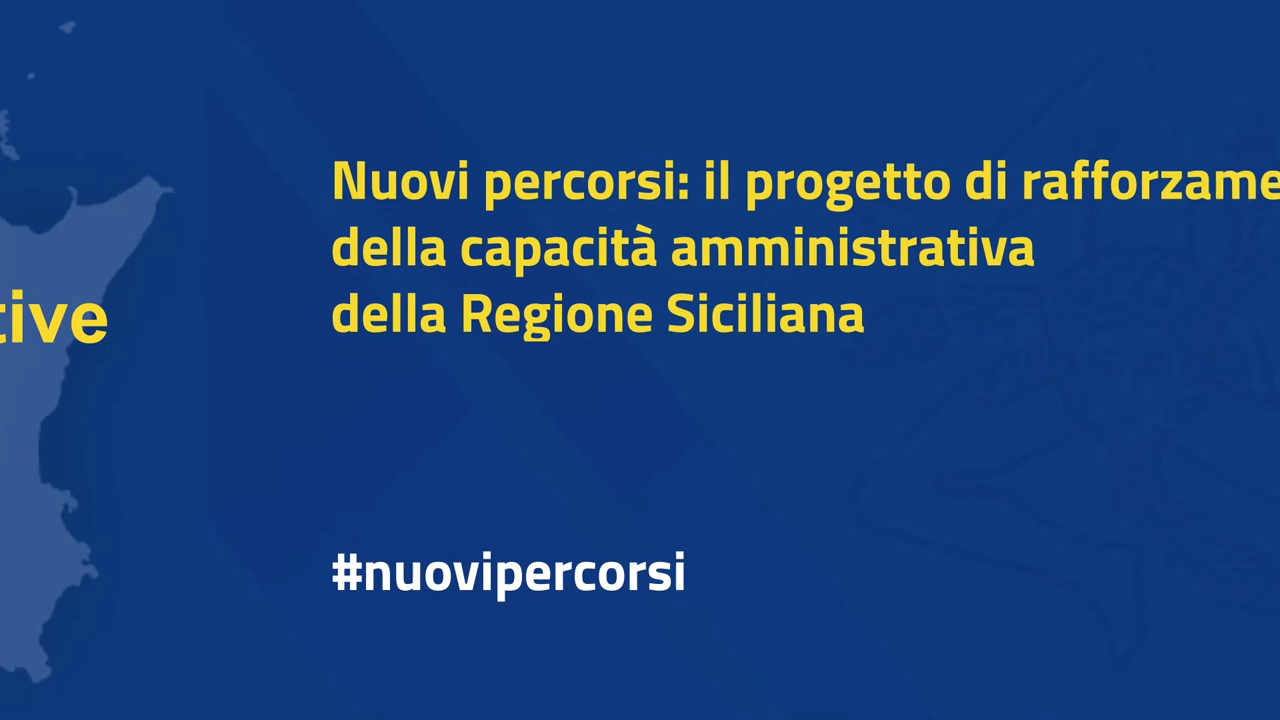 Nuovi percorsi: il progetto di rafforzame
della capacità amministrativa
della Regione Siciliana
tive
#nuovipercorsi